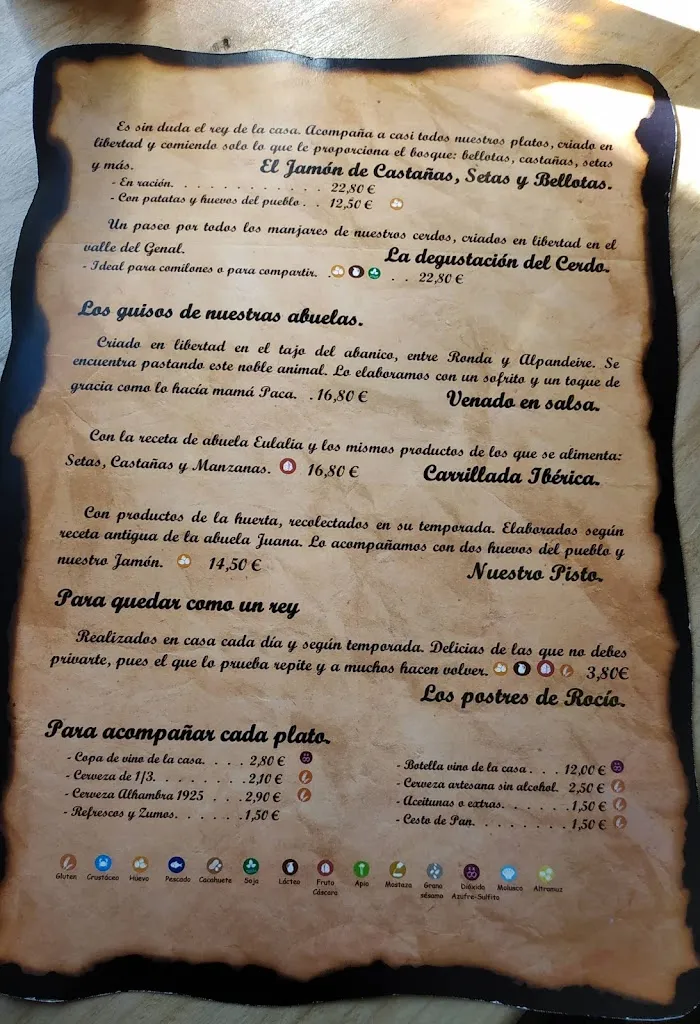 Es sin duda el rey de la casa. Acompaña a casi todos nuestros platos, criado en
libertad y comiendo solo lo que le proporciona el bosque: bellotas, castañas, setas
y más.
El Jamón de Castañas, Setas y Bellotas.
- En ración. . . . . . . . . . . . 22,80 €
- Con patatas y huevos del pueblo . . 12,50 €
Un paseo por todos los manjares de nuestros cerdos, criados en libertad en el
valle del Genal.
La degustación del Cerdo.
- Ideal para comilones o para compartir. . . 22,80 €
Los guisos de nuestras abuelas.
Criado en libertad en el tajo del abanico, entre Ronda y Alpandeire. Se
encuentra pastando este noble animal. Lo elaboramos con un sofrito y un toque de
gracia como lo hacía mamá Paca. . 16,80 €
Venado en salsa.
Con la receta de abuela Eulalia y los mismos productos de los que se alimenta:
Setas, Castañas y Manzanas. 16,80 €
Carrillada Ibérica.
Con productos de la huerta, recolectados en su temporada. Elaborados según
receta antigua de la abuela Juana. Lo acompañamos con dos huevos del pueblo y
nuestro Jamón. 14,50 €
Nuestro Pisto.
Para quedar como un rey
Realizados en casa cada día y según temporada. Delicias de las que no debes
privarte, pues el que lo prueba repite y a muchos hacen volver. 3,80€
Los postres de Rocío.
Para acompañar cada plato.
- Copa de vino de la casa. . . . . 2,80 €
- Cerveza de 1/3. . . . . . . . 2,10 €
- Cerveza Alhambra 1925 . . . 2,90 €
- Refrescos y Zumos. . . . . . . 1,50 €
- Botella vino de la casa . . . 12,00 €
- Cerveza artesana sin alcohol. 2,50 €
- Aceitunas o extras. . . . . . . 1,50 €
- Cesto de Pan. . . . . . . . . 1,50 €
Gluten Crustáceo Huevo Pescado Cacahuete Soja Lácteo Fruto Cáscara Apio Mostaza Grano sésamo Dióxido Azufre-Sulfito Molusco Altramuz